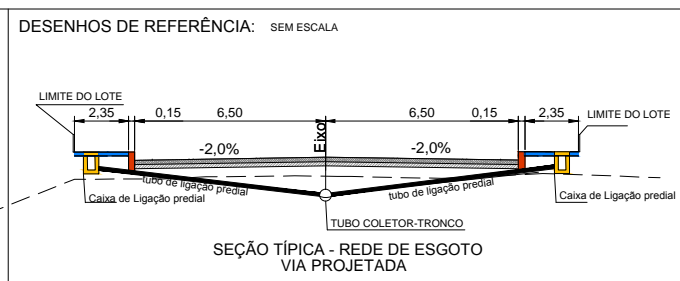 DESENHOS DE REFERÊNCIA: SEM ESCALA
LIMITE DO LOTE
2,35 0,15 6,50 6,50 0,15 2,35
LIMITE DO LOTE
Eixo
-2,0% -2,0%
tubo de ligação predial tubo de ligação predial
Caixa de Ligação predial Caixa de Ligação predial
TUBO COLETOR-TRONCO
SEÇÃO TÍPICA - REDE DE ESGOTO
VIA PROJETADA